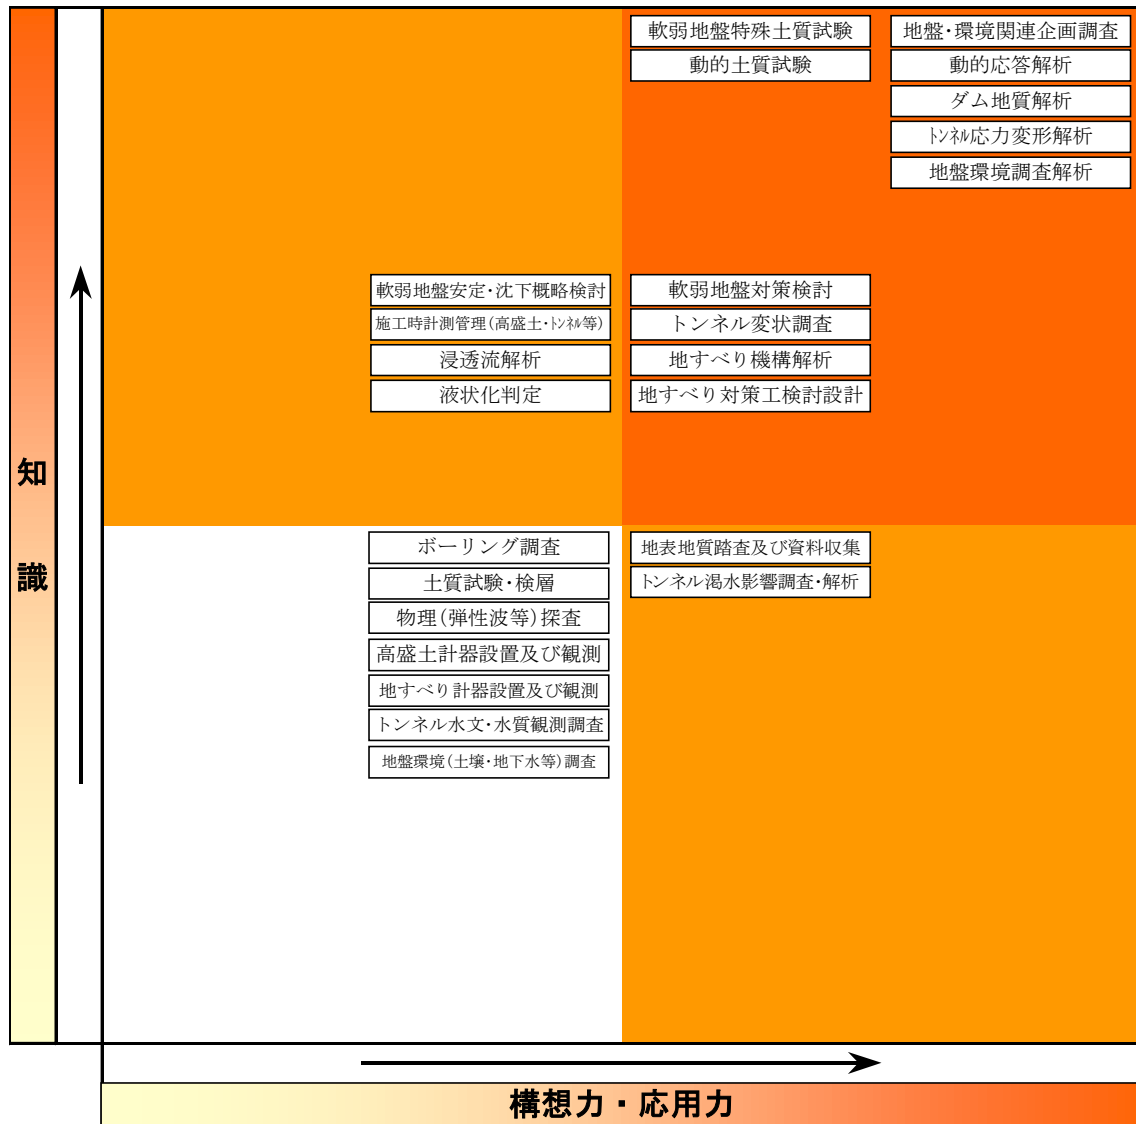 軟弱地盤特殊土質試験
動的土質試験
地盤・環境関連企画調査
動的応答解析
ダム地質解析
ﾄﾝﾈﾙ応力変形解析
地盤環境調査解析
軟弱地盤安定・沈下概略検討
施工時計測管理(高盛土・ﾄﾝﾈﾙ等)
浸透流解析
液状化判定
軟弱地盤対策検討
トンネル変状調査
地すべり機構解析
地すべり対策工検討設計
知
識
ボーリング調査
土質試験・検層
物理(弾性波等)探査
高盛土計器設置及び観測
地すべり計器設置及び観測
トンネル水文・水質観測調査
地盤環境(土壌・地下水等)調査
地表地質踏査及び資料収集
トンネル渇水影響調査・解析
構想力・応用力